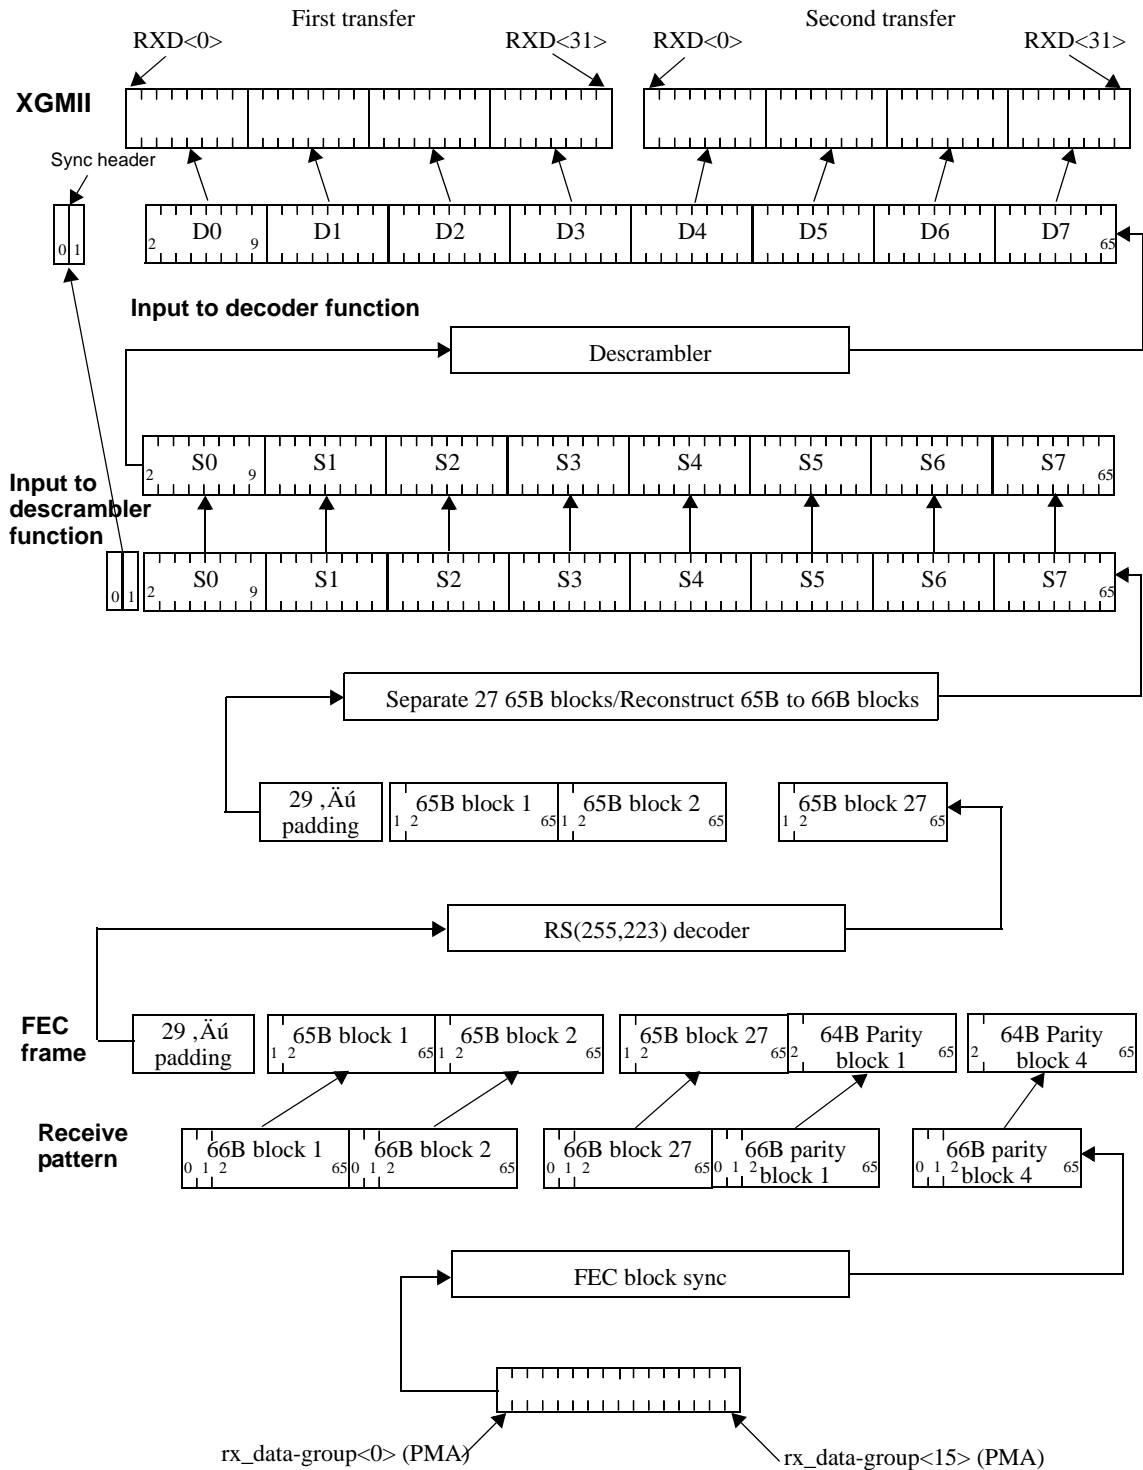 First transfer
Second transfer
RXD<0>
RXD<31>
RXD<0>
RXD<31>
XGMII
Sync header
0 1
2 D0 9 D1 D2 D3 D4 D5 D6 D7 65
Input to decoder function
Descrambler
2 S0 9 S1 S2 S3 S4 S5 S6 S7 65
Input to
descrambler
function
0 1 2 S0 9 S1 S2 S3 S4 S5 S6 S7 65
Separate 27 65B blocks/Reconstruct 65B to 66B blocks
29 ‚Äú
padding
65B block 1
1 2 65
65B block 2
1 2 65
65B block 27
1 2 65
RS(255,223) decoder
FEC
frame
29 ‚Äú
padding
65B block 1
1 2 65
65B block 2
1 2 65
65B block 27
1 2 65
64B Parity
block 1
2 65
64B Parity
block 4
2 65
Receive
pattern
66B block 1
0 1 2 65
66B block 2
0 1 2 65
66B block 27
0 1 2 65
66B parity
block 1
0 1 2 65
66B parity
block 4
0 1 2 65
FEC block sync
rx_data-group<0> (PMA)
rx_data-group<15> (PMA)